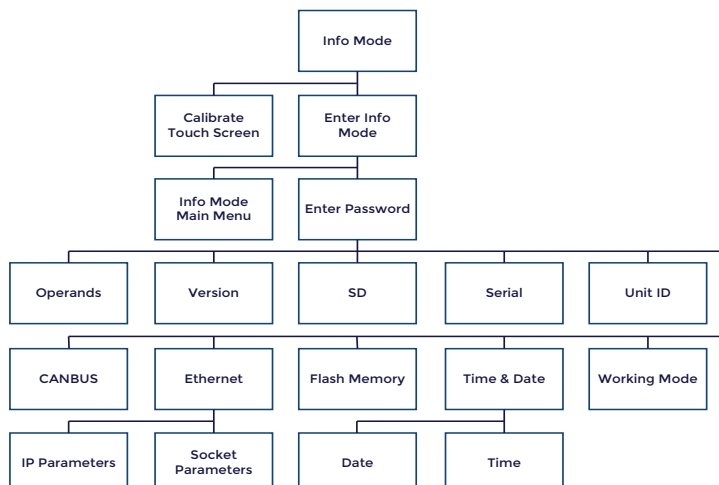 Info Mode
Calibrate
Touch Screen
Enter Info
Mode
Info Mode
Main Menu
Enter Password
Operands
Version
SD
Serial
Unit ID
CANBUS
Ethernet
Flash Memory
Time & Date
Working Mode
IP Parameters
Socket
Parameters
Date
Time